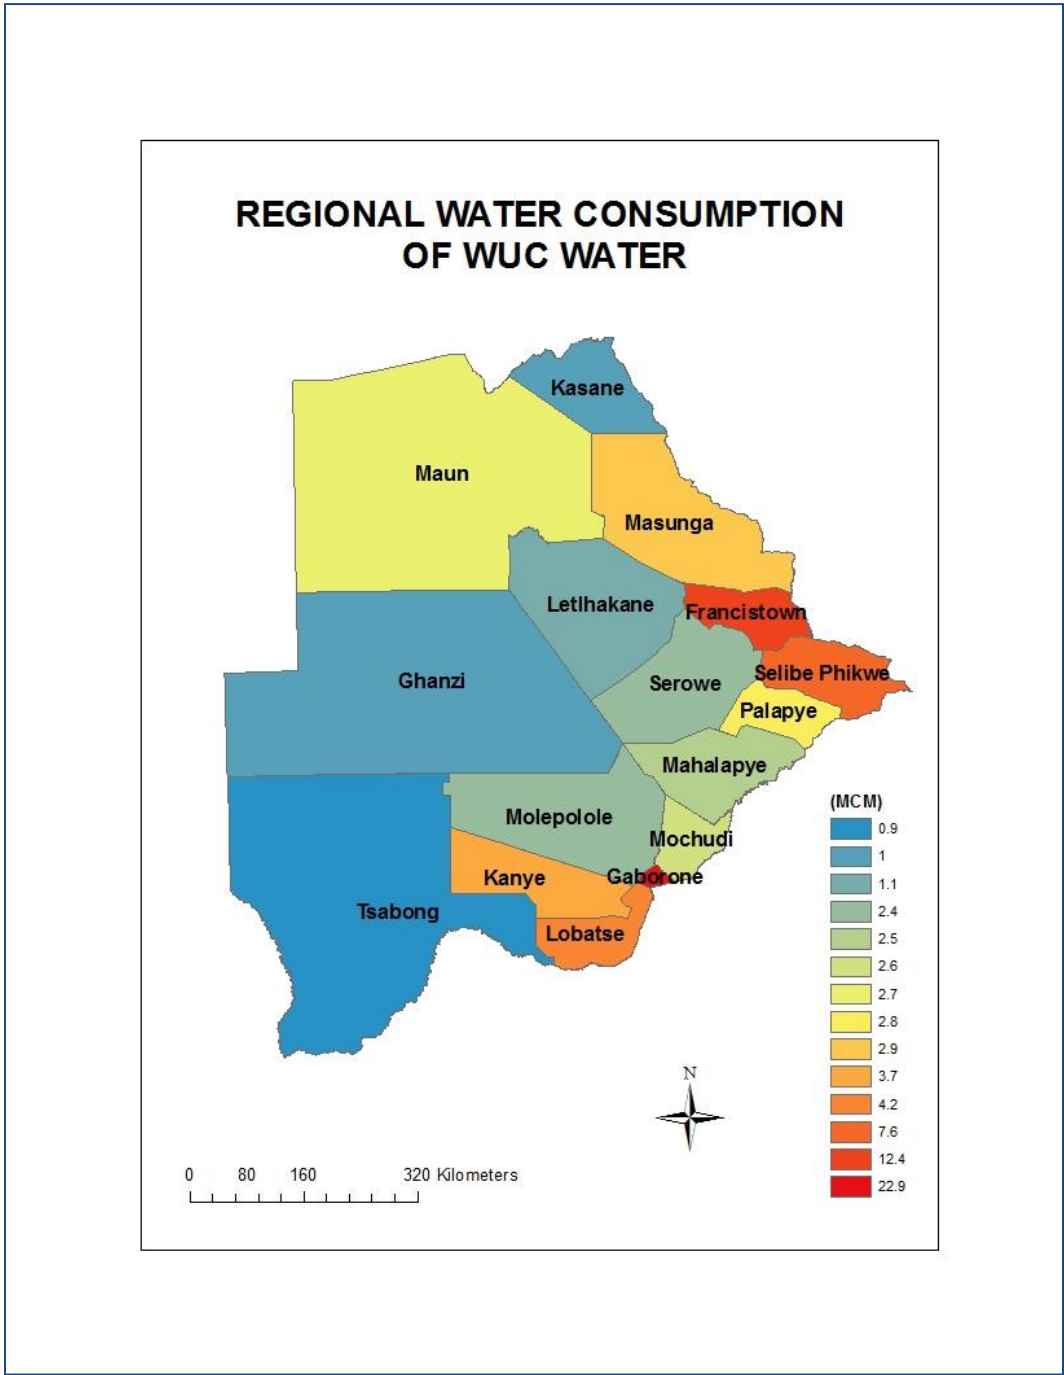 REGIONAL WATER CONSUMPTION
OF WUC WATER
Kasane
Maun
Masunga
Letlhakane
Francistown
Ghanzi
Serowe
Selibe Phikwe
Palapye
Mahalapye
Molepolole
Mochudi
Kanye
Gaborone
Tsabong
Lobatse
(MCM)
0.9
1
1.1
2.4
2.5
2.6
2.7
2.8
2.9
3.7
4.2
7.6
12.4
22.9
N
0 80 160 320 Kilometers